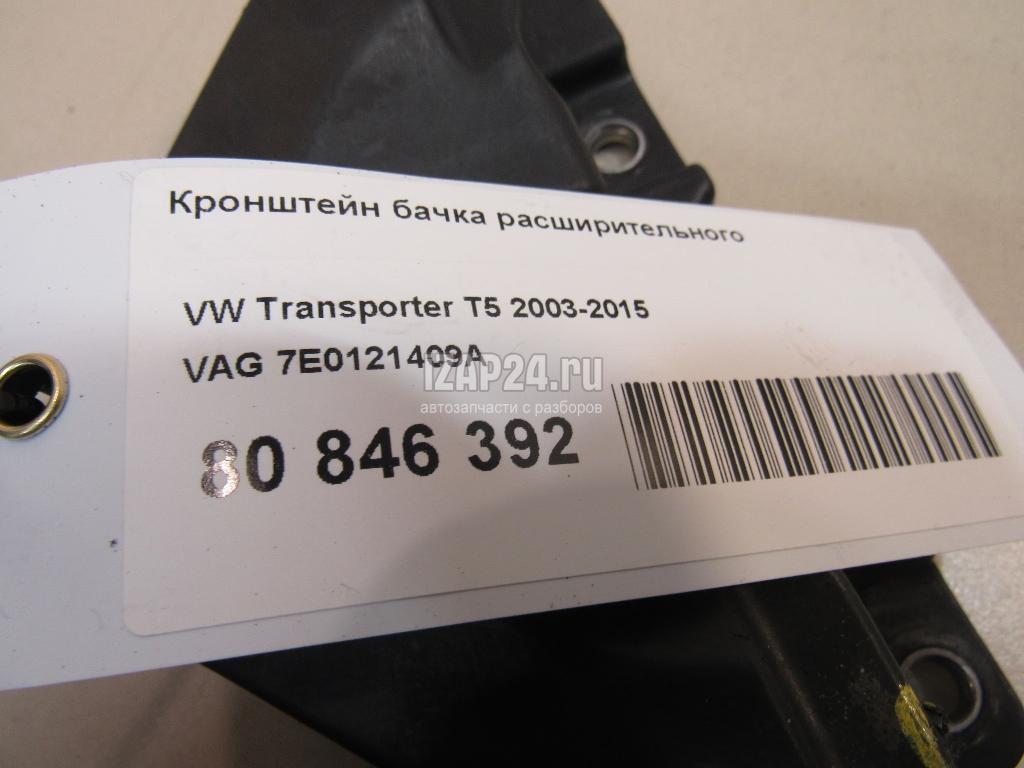 Кронштейн бачка расширительного
VW Transporter T5 2003-2015
VAG 7E0121409A
IZAP24.ru
автозапчасти с разборов
80 846 392